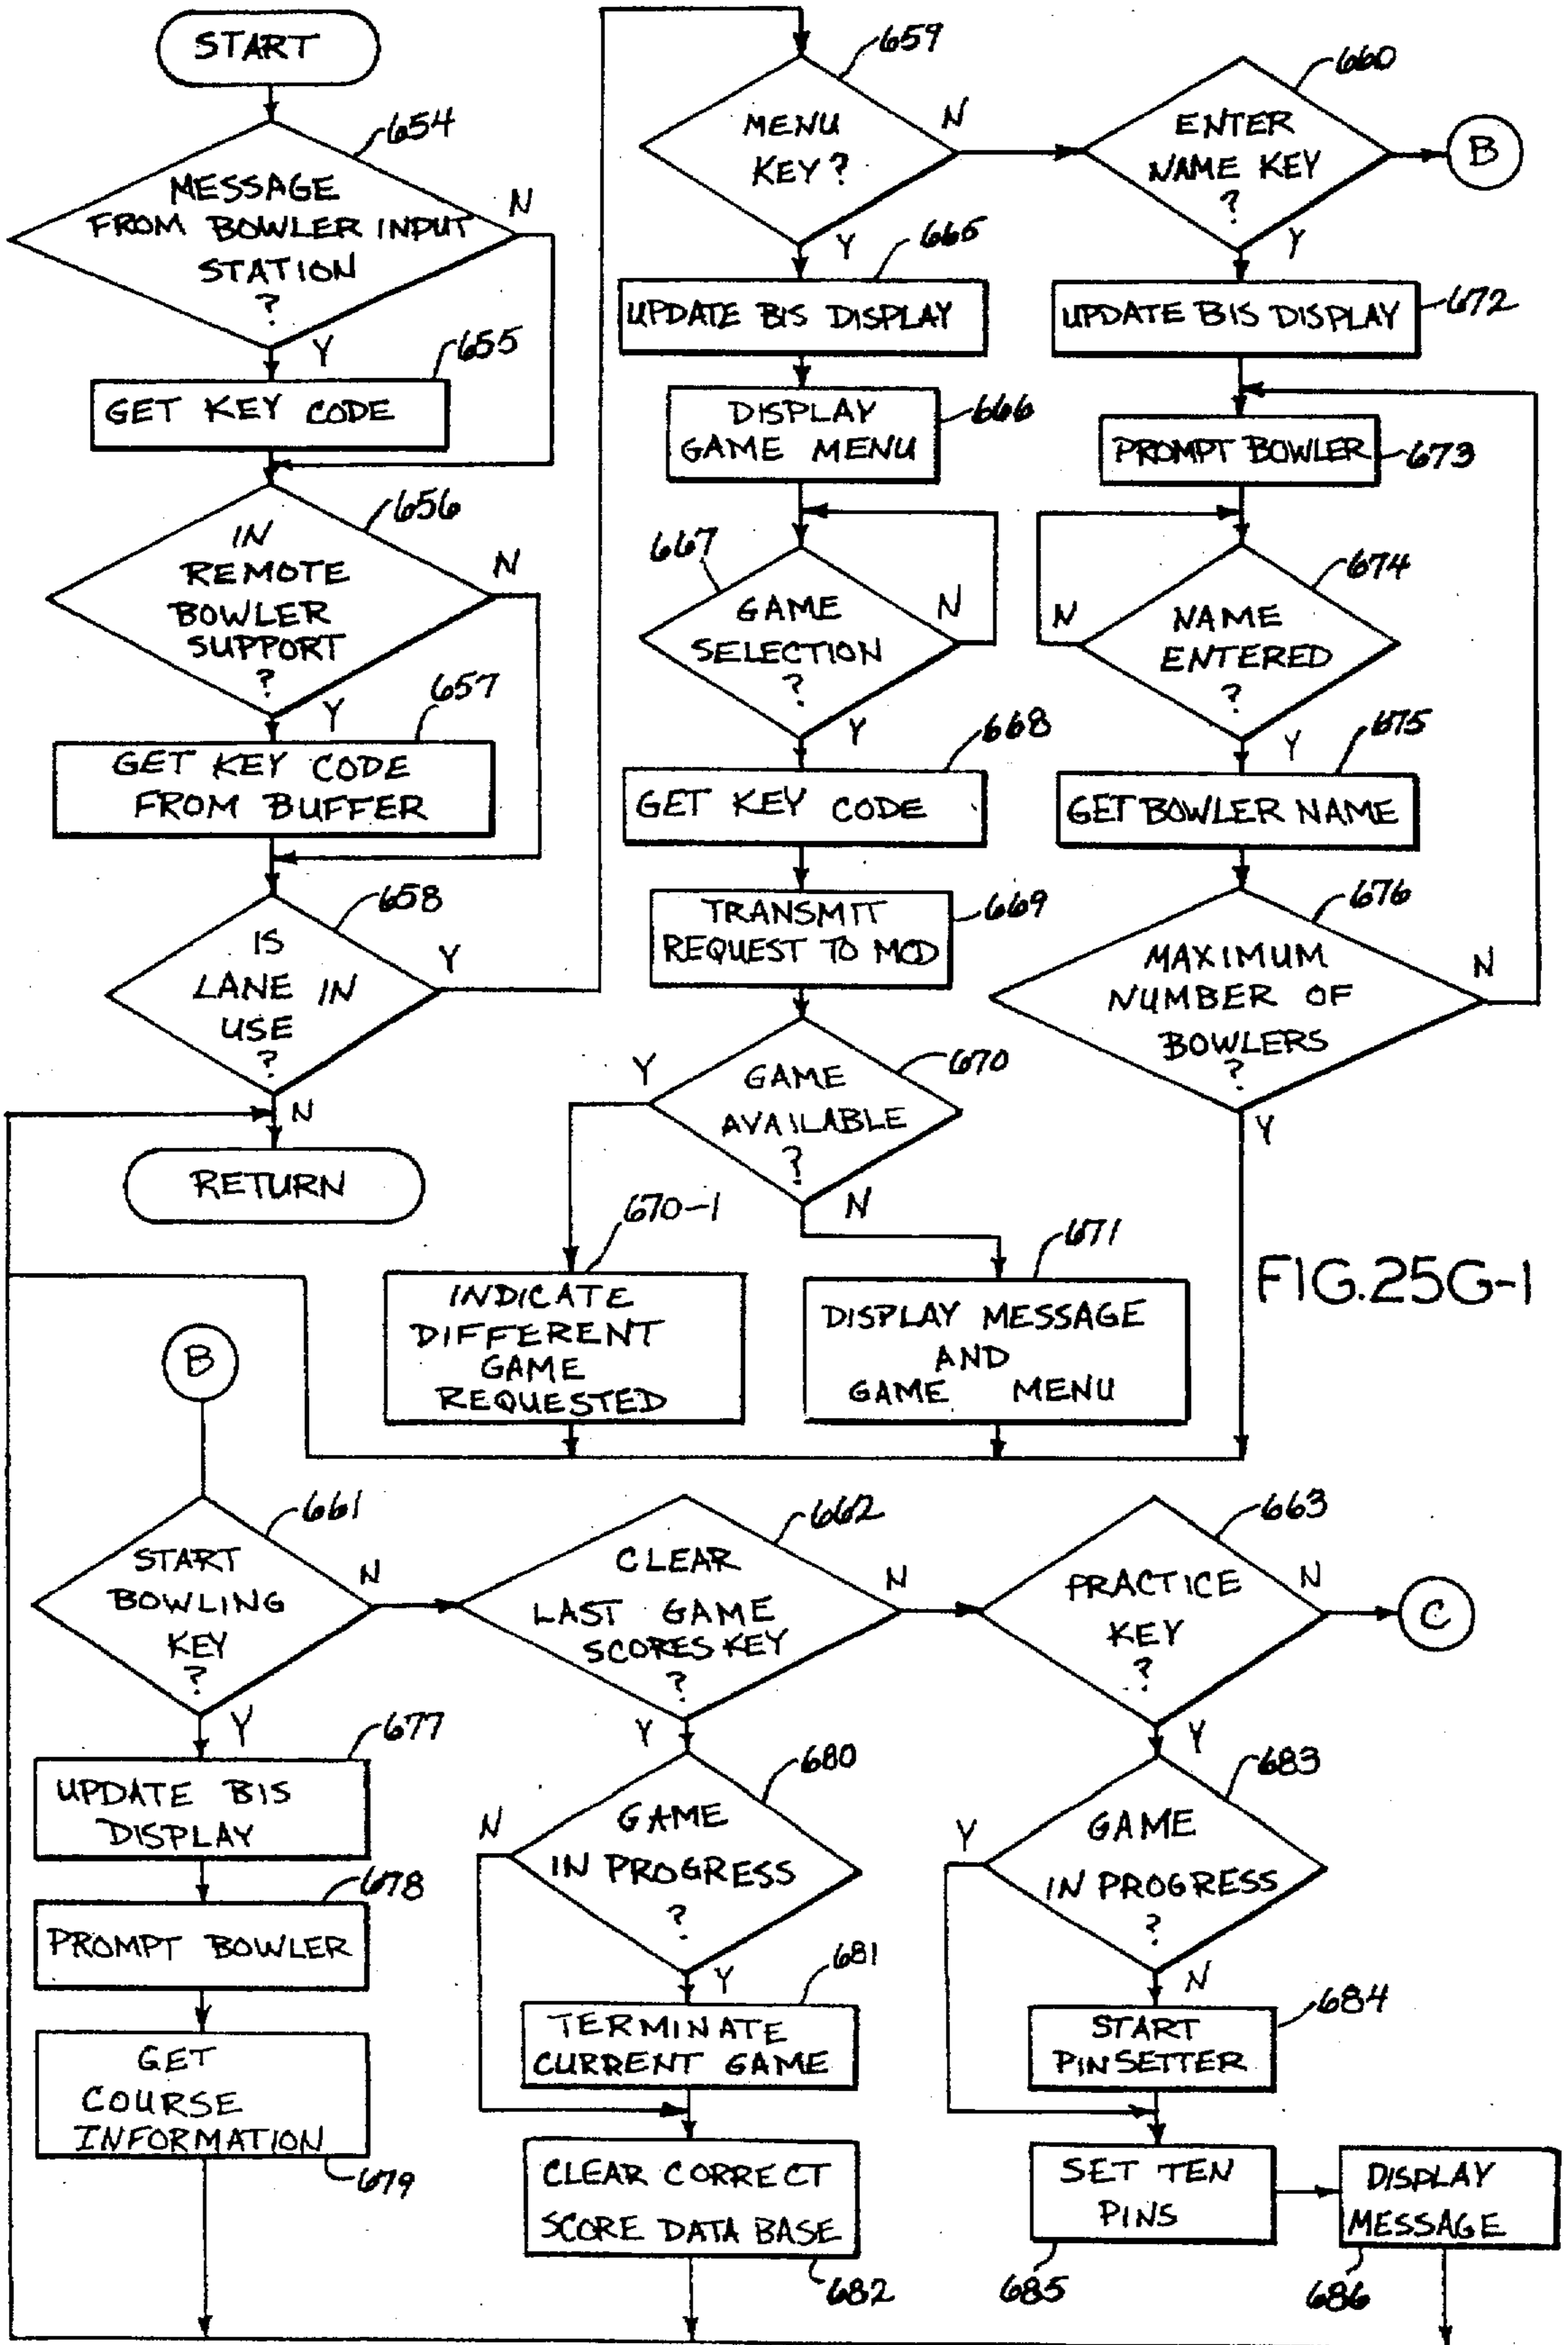 START
654
MESSAGE
FROM BOWLER INPUT
STATION
?
N
Y
655
GET KEY CODE
656
IN
REMOTE
BOWLER
SUPPORT
?
N
Y
657
GET KEY CODE
FROM BUFFER
658
IS
LANE IN
USE
?
Y
N
RETURN
659
MENU
KEY?
N
Y
665
UPDATE BIS DISPLAY
DISPLAY
GAME MENU
666
667
GAME
SELECTION
?
N
Y
668
GET KEY CODE
TRANSMIT
REQUEST TO MCD
669
670
GAME
AVAILABLE
?
Y
N
670-1
INDICATE
DIFFERENT
GAME
REQUESTED
671
DISPLAY MESSAGE
AND
GAME MENU
660
ENTER
NAME KEY
?
B
Y
UPDATE BIS DISPLAY
672
PROMPT BOWLER
673
674
NAME
ENTERED
?
N
Y
675
GET BOWLER NAME
676
MAXIMUM
NUMBER OF
BOWLERS
?
N
Y
FIG.25G-1
B
661
START
BOWLING
KEY
?
N
Y
677
UPDATE BIS
DISPLAY
678
PROMPT BOWLER
GET
COURSE
INFORMATION
679
662
CLEAR
LAST GAME
SCORES KEY
?
N
Y
680
GAME
IN PROGRESS
?
N
Y
681
TERMINATE
CURRENT GAME
CLEAR CORRECT
SCORE DATA BASE
682
663
PRACTICE
KEY
?
N
C
Y
683
GAME
IN PROGRESS
?
Y
N
684
START
PINSETTER
SET TEN
PINS
685
DISPLAY
MESSAGE
686